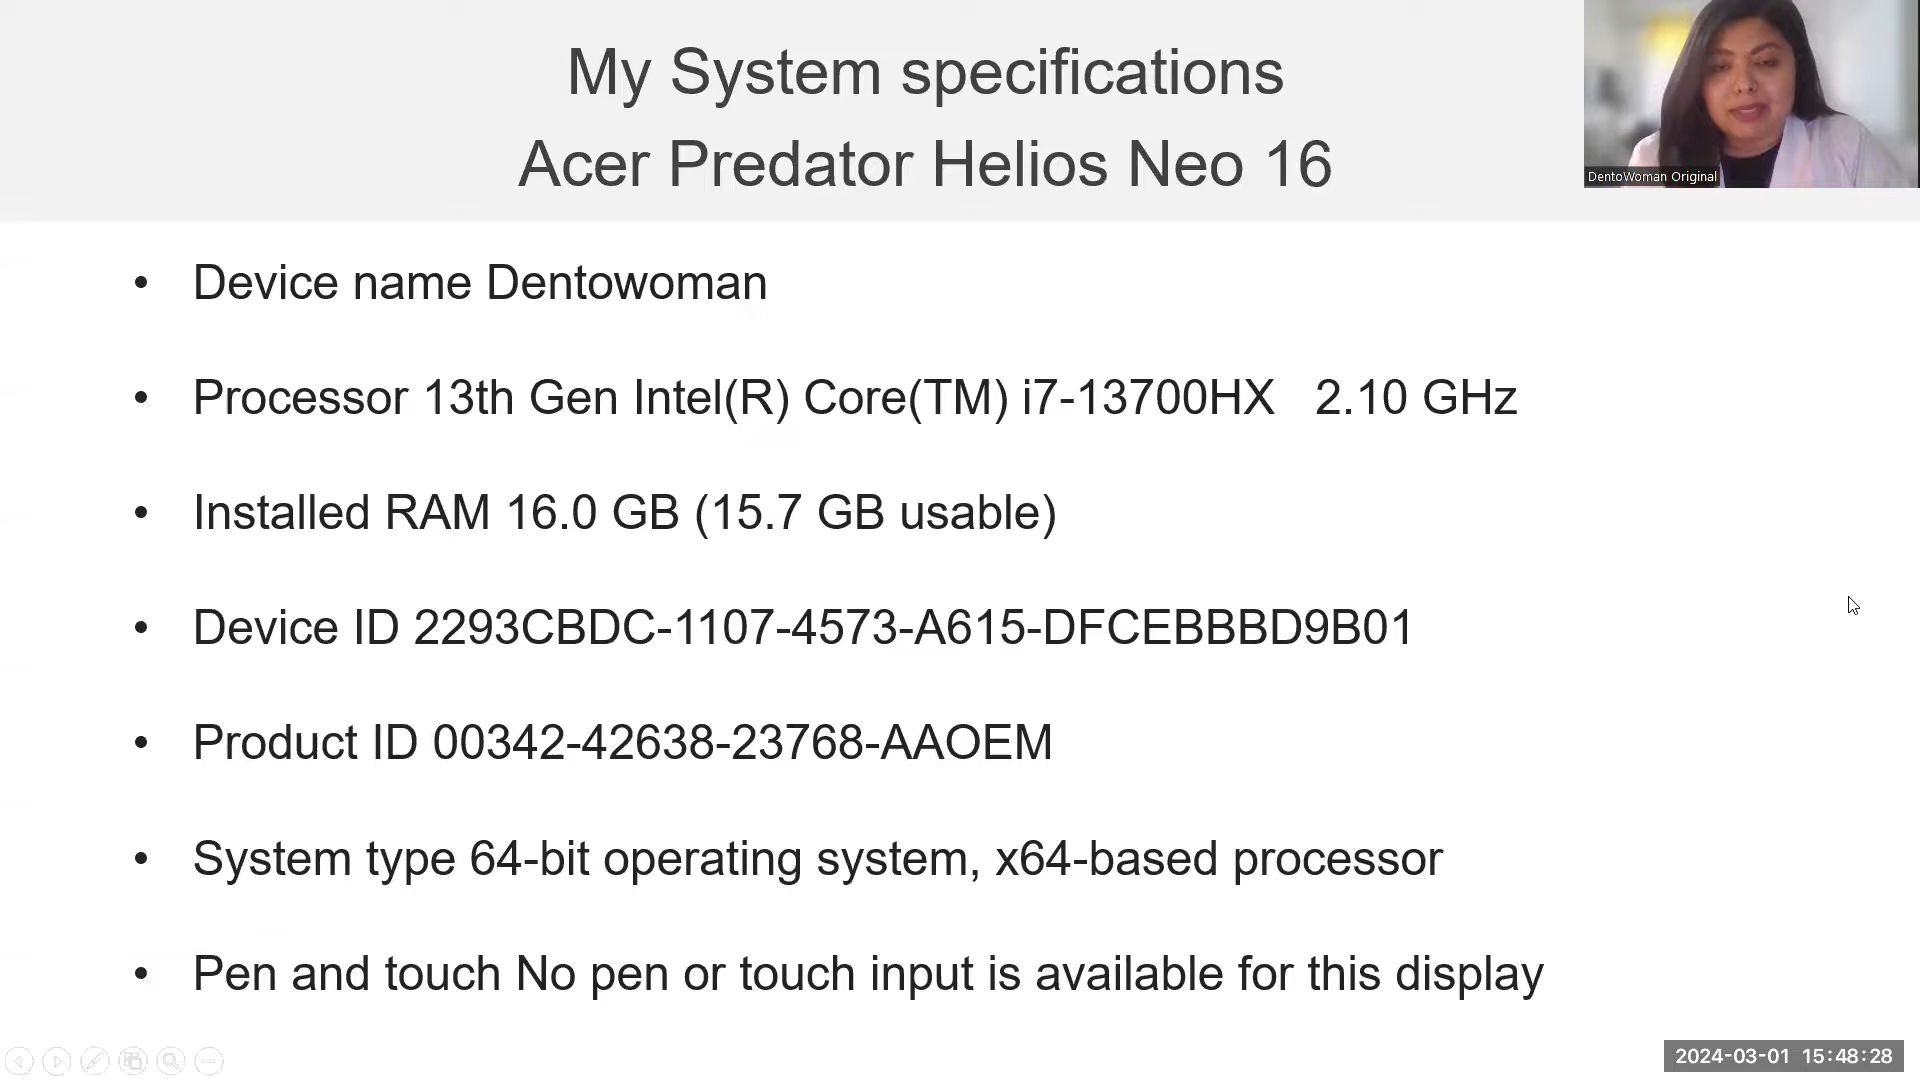 My System specifications
Acer Predator Helios Neo 16
DentoWoman Original
• Device name Dentowoman
• Processor 13th Gen Intel(R) Core(TM) i7-13700HX   2.10 GHz
• Installed RAM 16.0 GB (15.7 GB usable)
• Device ID 2293CBDC-1107-4573-A615-DFCEBBBD9B01
• Product ID 00342-42638-23768-AAOEM
• System type 64-bit operating system, x64-based processor
• Pen and touch No pen or touch input is available for this display
2024-03-01 15:48:28